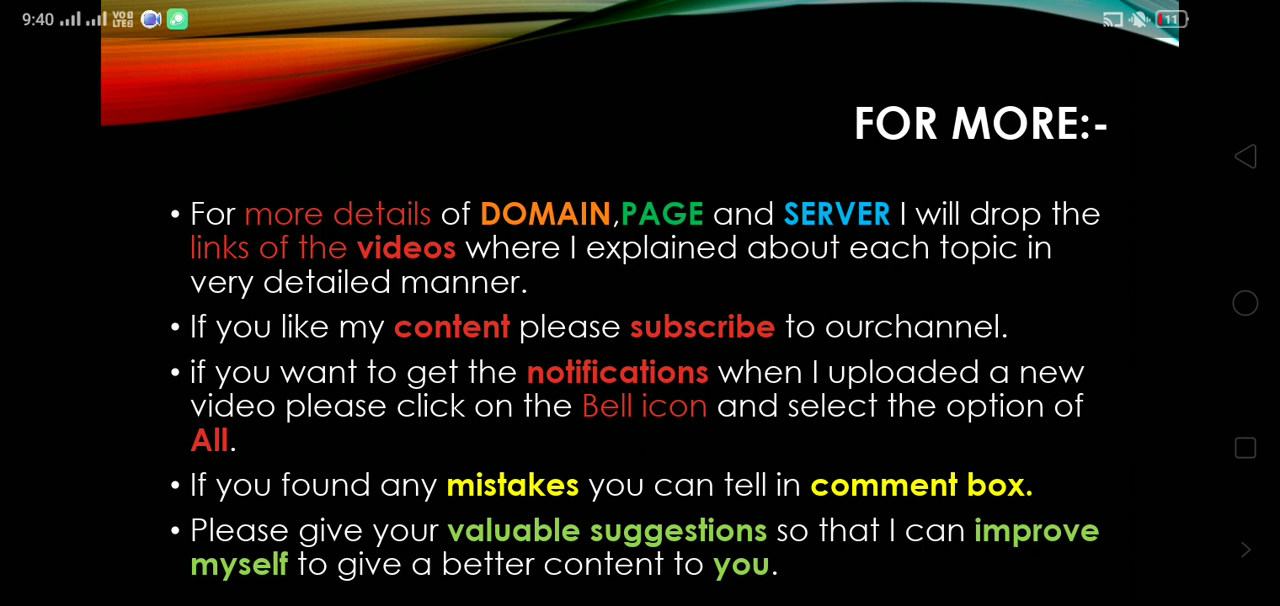 9:40 VO LTE 11
FOR MORE:-
• For more details of DOMAIN,PAGE and SERVER I will drop the
links of the videos where I explained about each topic in
very detailed manner.
• If you like my content please subscribe to ourchannel.
• if you want to get the notifications when I uploaded a new
video please click on the Bell icon and select the option of
All.
• If you found any mistakes you can tell in comment box.
• Please give your valuable suggestions so that I can improve
myself to give a better content to you.